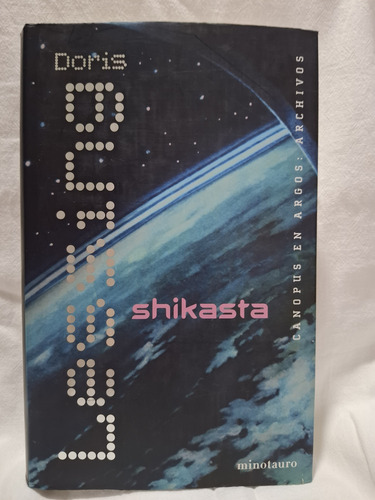 Doris
Lessing
shikasta
CANOPUS EN ARGOS: ARCHIVOS
minotauro